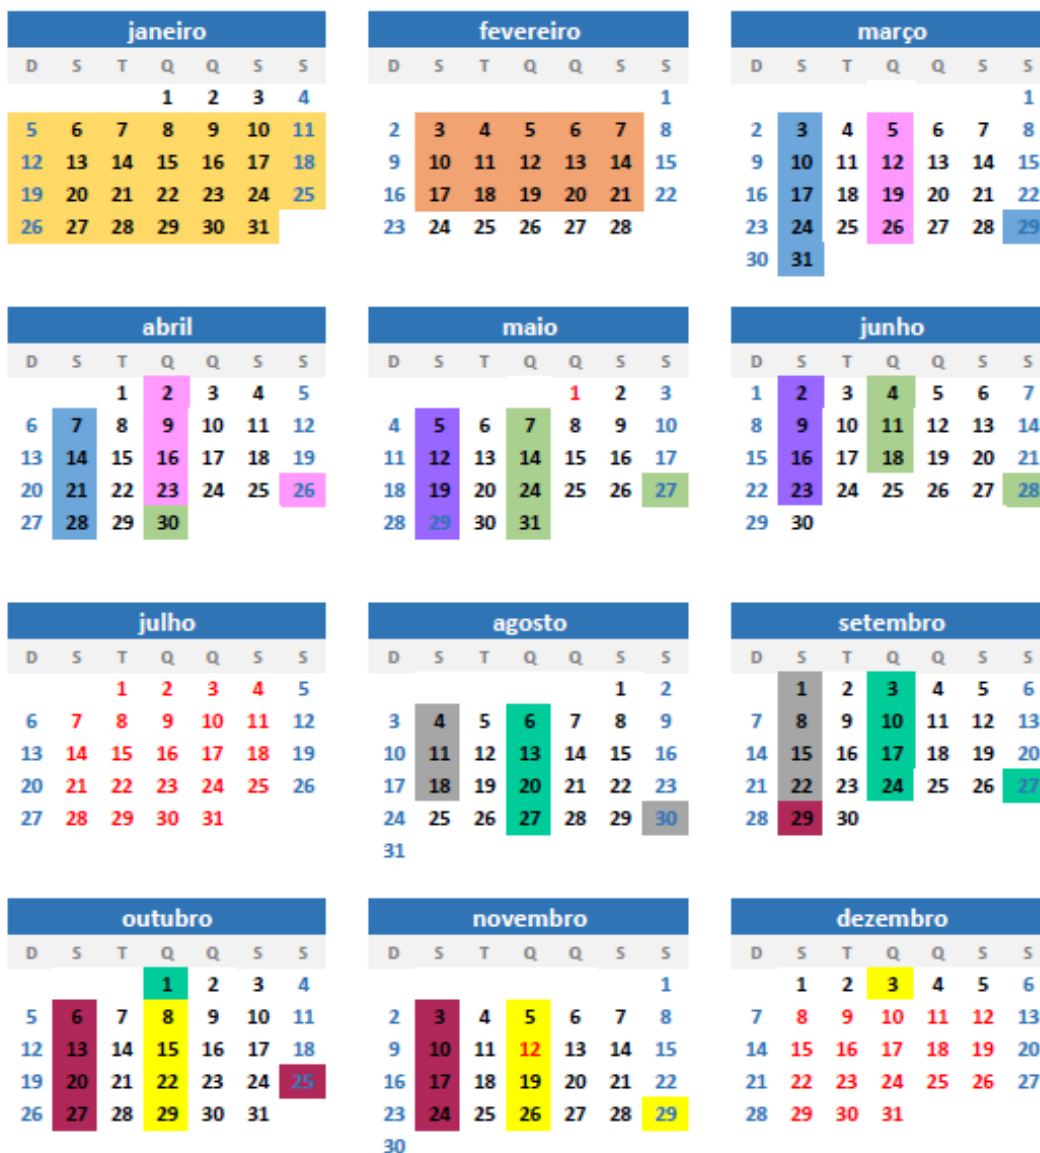 janeiro fevereiro março
D S T Q Q S S D S T Q Q S S D S T Q Q S S
1 2 3 4 1 1
5 6 7 8 9 10 11 2 3 4 5 6 7 8 2 3 4 5 6 7 8
12 13 14 15 16 17 18 9 10 11 12 13 14 15 9 10 11 12 13 14 15
19 20 21 22 23 24 25 16 17 18 19 20 21 22 16 17 18 19 20 21 22
26 27 28 29 30 31 23 24 25 26 27 28 23 24 25 26 27 28 29
30 31
abril maio junho
D S T Q Q S S D S T Q Q S S D S T Q Q S S
1 2 3 4 5 1 2 3 1 2 3 4 5 6 7
6 7 8 9 10 11 12 4 5 6 7 8 9 10 8 9 10 11 12 13 14
13 14 15 16 17 18 19 11 12 13 14 15 16 17 15 16 17 18 19 20 21
20 21 22 23 24 25 26 18 19 20 24 25 26 27 22 23 24 25 26 27 28
27 28 29 30 28 29 30 31 29 30
julho agosto setembro
D S T Q Q S S D S T Q Q S S D S T Q Q S S
1 2 3 4 5 1 2 1 2 3 4 5 6
6 7 8 9 10 11 12 3 4 5 6 7 8 9 7 8 9 10 11 12 13
13 14 15 16 17 18 19 10 11 12 13 14 15 16 14 15 16 17 18 19 20
20 21 22 23 24 25 26 17 18 19 20 21 22 23 21 22 23 24 25 26 27
27 28 29 30 31 24 25 26 27 28 29 30 28 29 30
31
outubro novembro dezembro
D S T Q Q S S D S T Q Q S S D S T Q Q S S
1 2 3 4 1 1 2 3 4 5 6
5 6 7 8 9 10 11 2 3 4 5 6 7 8 7 8 9 10 11 12 13
12 13 14 15 16 17 18 9 10 11 12 13 14 15 14 15 16 17 18 19 20
19 20 21 22 23 24 25 16 17 18 19 20 21 22 21 22 23 24 25 26 27
26 27 28 29 30 31 23 24 25 26 27 28 29 28 29 30 31
30